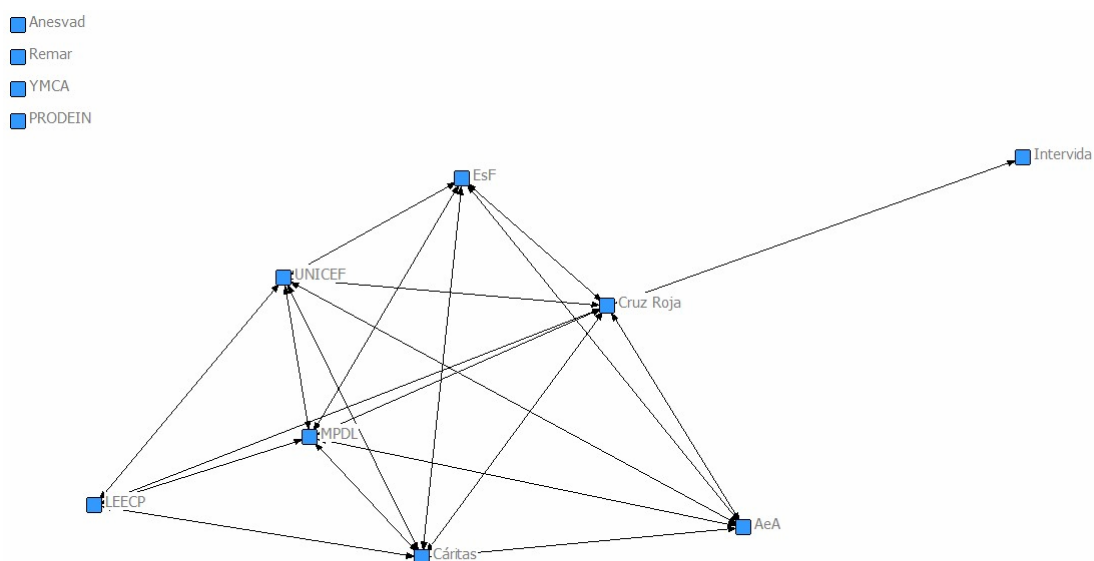 Anesvad
Remar
YMCA
PRODEIN
Intervida
EsF
UNICEF
Cruz Roja
MPDL
LEECP
AeA
Cáritas